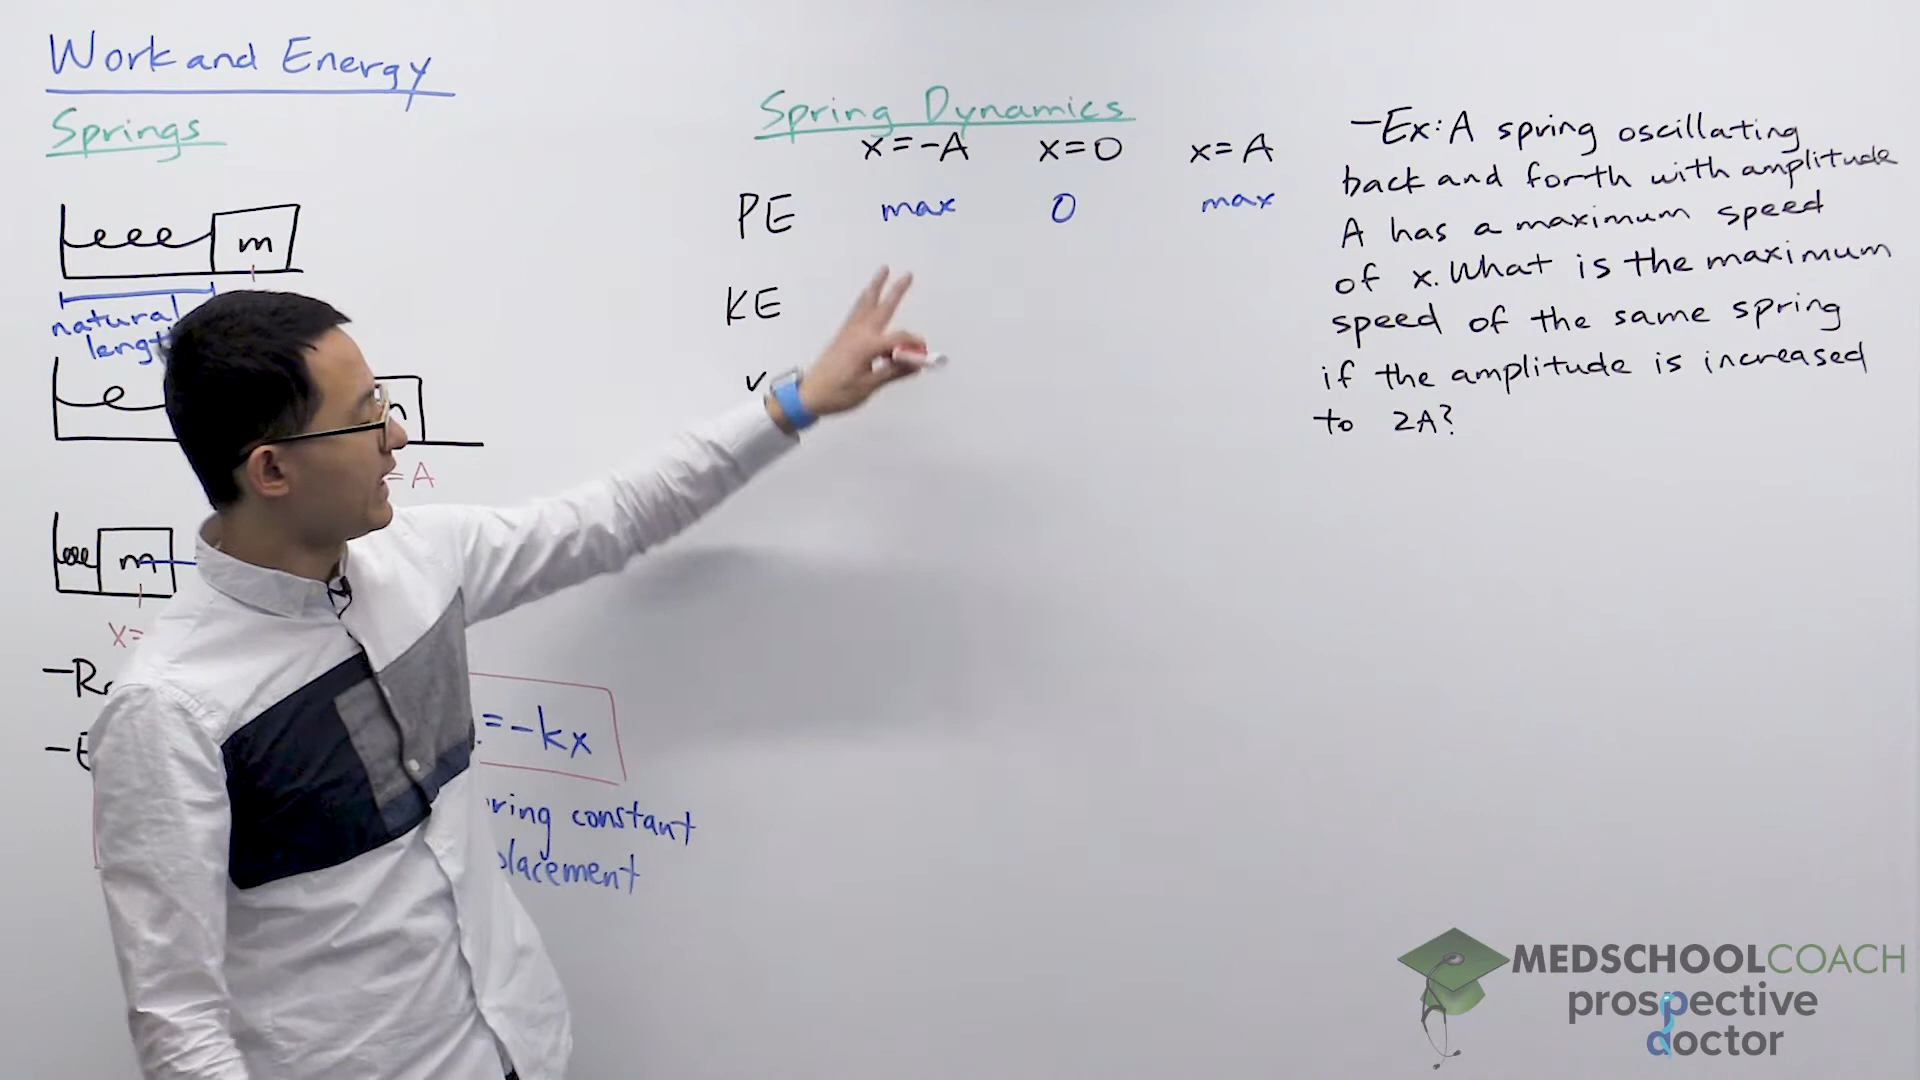 Work and Energy
Springs
m
natural
length
= A
m
X=
= -kx
constant
Spring Dynamics
x=-A x=0 x=A
PE max 0 max
KE
v
-Ex: A spring oscillating
back and forth with amplitude
A has a maximum speed
of x. What is the maximum
speed of the same spring
if the amplitude is increased
to 2A?
MEDSCHOOLCOACH
prospective
doctor